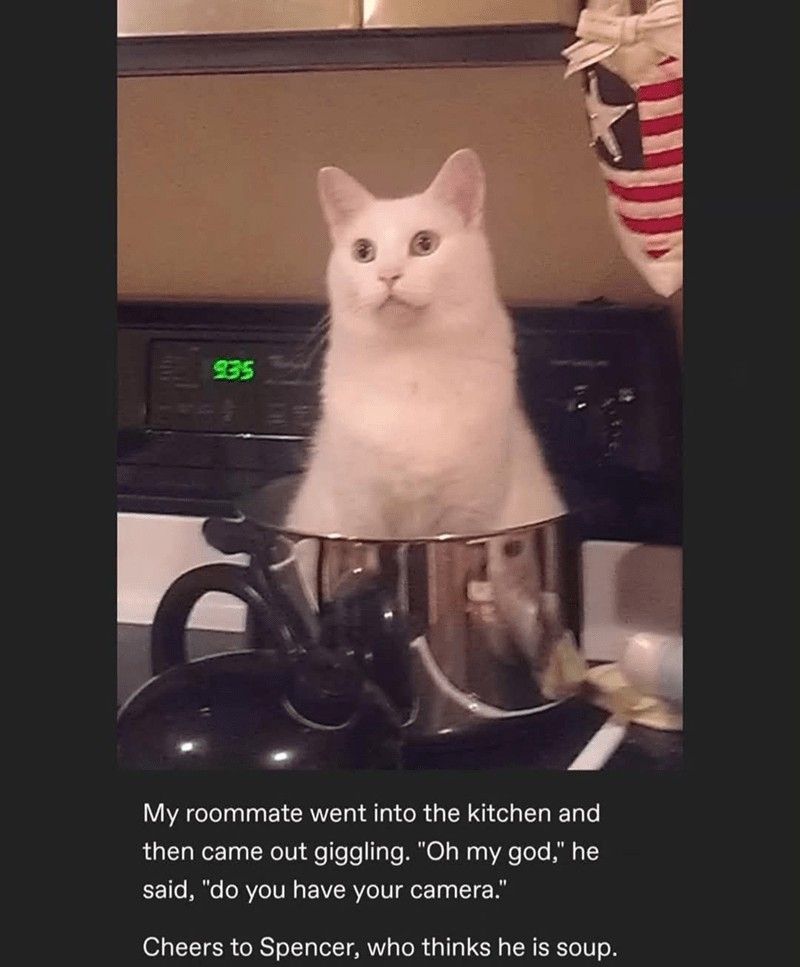 935
My roommate went into the kitchen and
then came out giggling. "Oh my god," he
said, "do you have your camera."
Cheers to Spencer, who thinks he is soup.